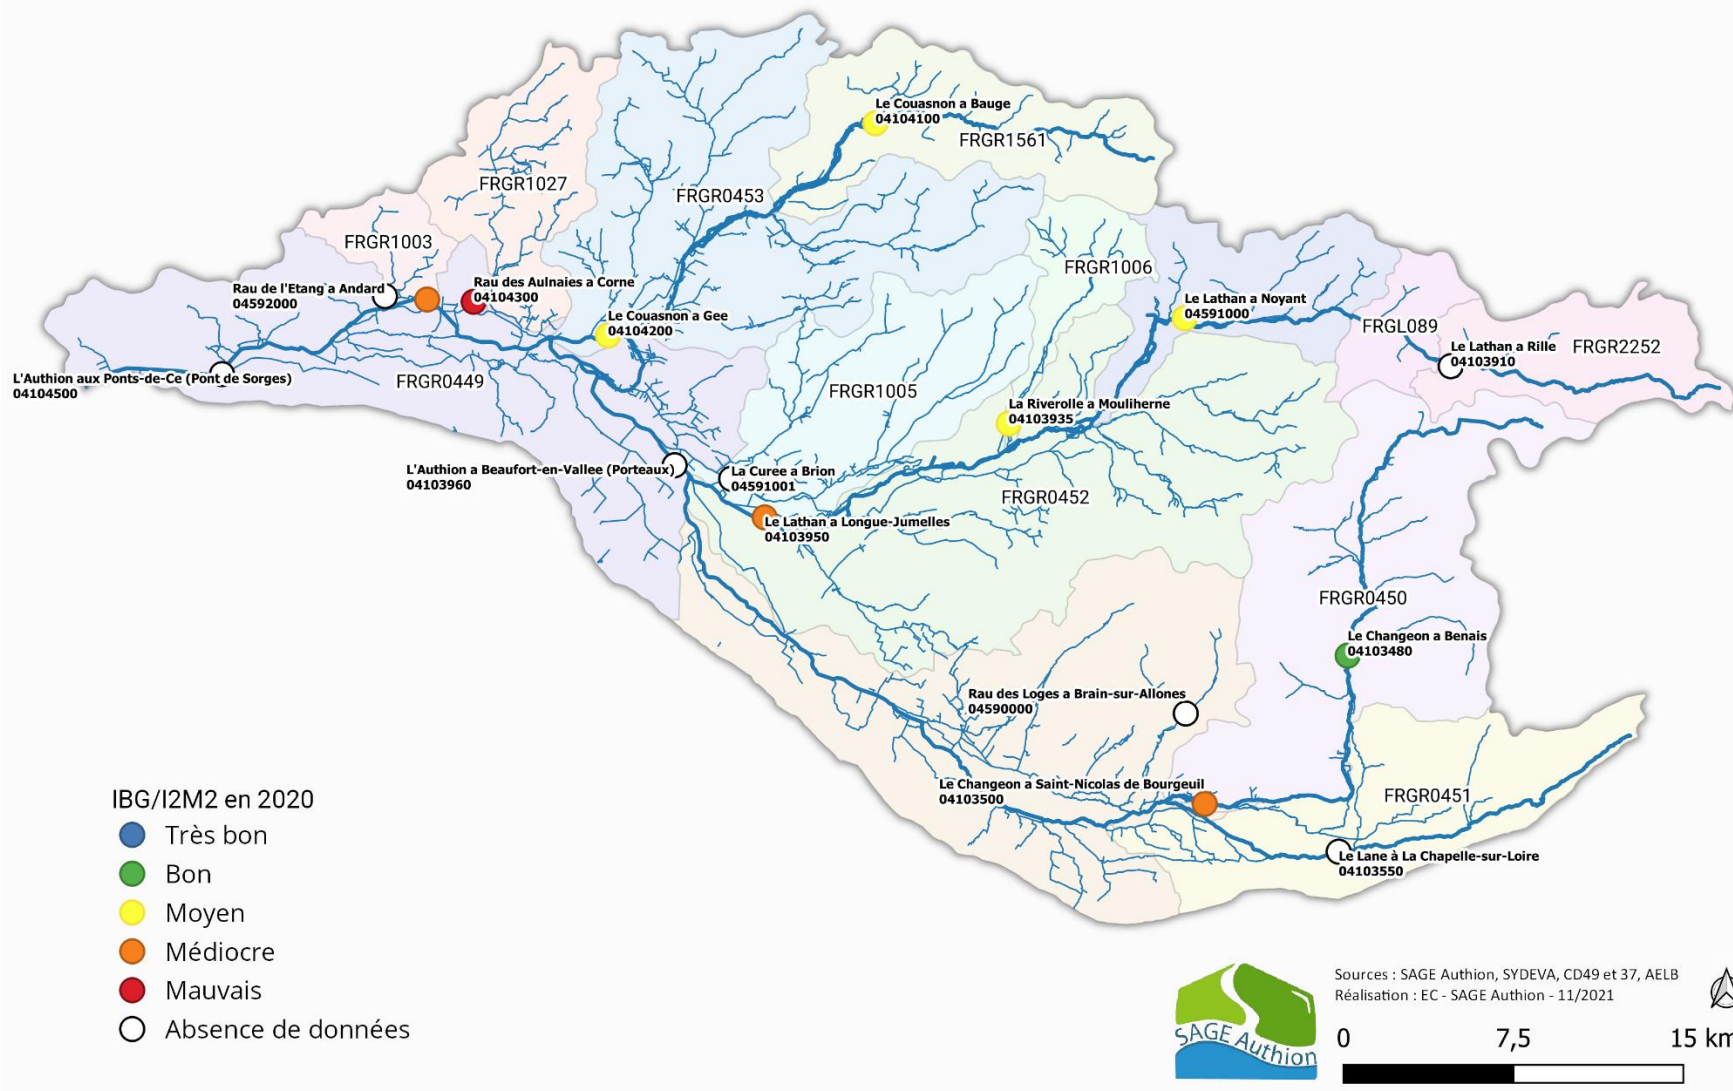 Le Couasnon a Bauge
04104100
FRGR1561
FRGR1027
FRGR0453
FRGR1003
FRGR1006
Rau de l'Etang a Andard
04592000
Rau des Aulnaies a Corne
04104300
Le Couasnon a Gee
04104200
Le Lathan a Noyant
04591000
FRGL089
Le Lathan a Rille
04103910
FRGR2252
L'Authion aux Ponts-de-Ce (Pont de Sorges)
04104500
FRGR0449
FRGR1005
La Riverolle a Mouliherne
04103935
L'Authion a Beaufort-en-Vallee (Porteaux)
04103960
La Curee a Brion
04591001
FRGR0452
Le Lathan a Longue-Jumelles
04103950
FRGR0450
Le Changeon a Benais
04103480
Rau des Loges a Brain-sur-Allones
04590000
Le Changeon a Saint-Nicolas de Bourgeuil
04103500
FRGR0451
Le Lane à La Chapelle-sur-Loire
04103550
IBG/I2M2 en 2020
Très bon
Bon
Moyen
Médiocre
Mauvais
Absence de données
SAGE Authion
Sources : SAGE Authion, SYDEVA, CD49 et 37, AELB
Réalisation : EC - SAGE Authion - 11/2021
0 7,5 15 km